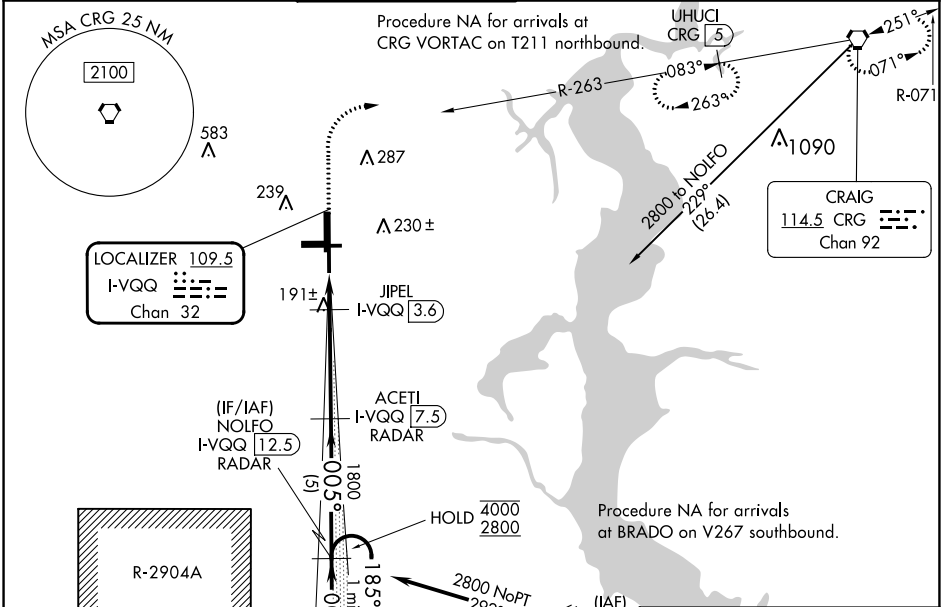 MSA CRG 25 NM
2100
583
Procedure NA for arrivals at
CRG VORTAC on T211 northbound.
UHUCI
CRG 5
251°
071°
R-071
083°
263°
R-263
1090
2800 to NOLFO
229°
(26.4)
CRAIG
114.5 CRG
Chan 92
287
239
230 ±
LOCALIZER 109.5
I-VQQ
Chan 32
191±
JIPEL
I-VQQ 3.6
ACETI
I-VQQ 7.5
RADAR
(IF/IAF)
NOLFO
I-VQQ 12.5
RADAR
1800
005°
(5)
HOLD 4000
2800
Procedure NA for arrivals
at BRADO on V267 southbound.
R-2904A
185°
2800 NoPT
(IAF)